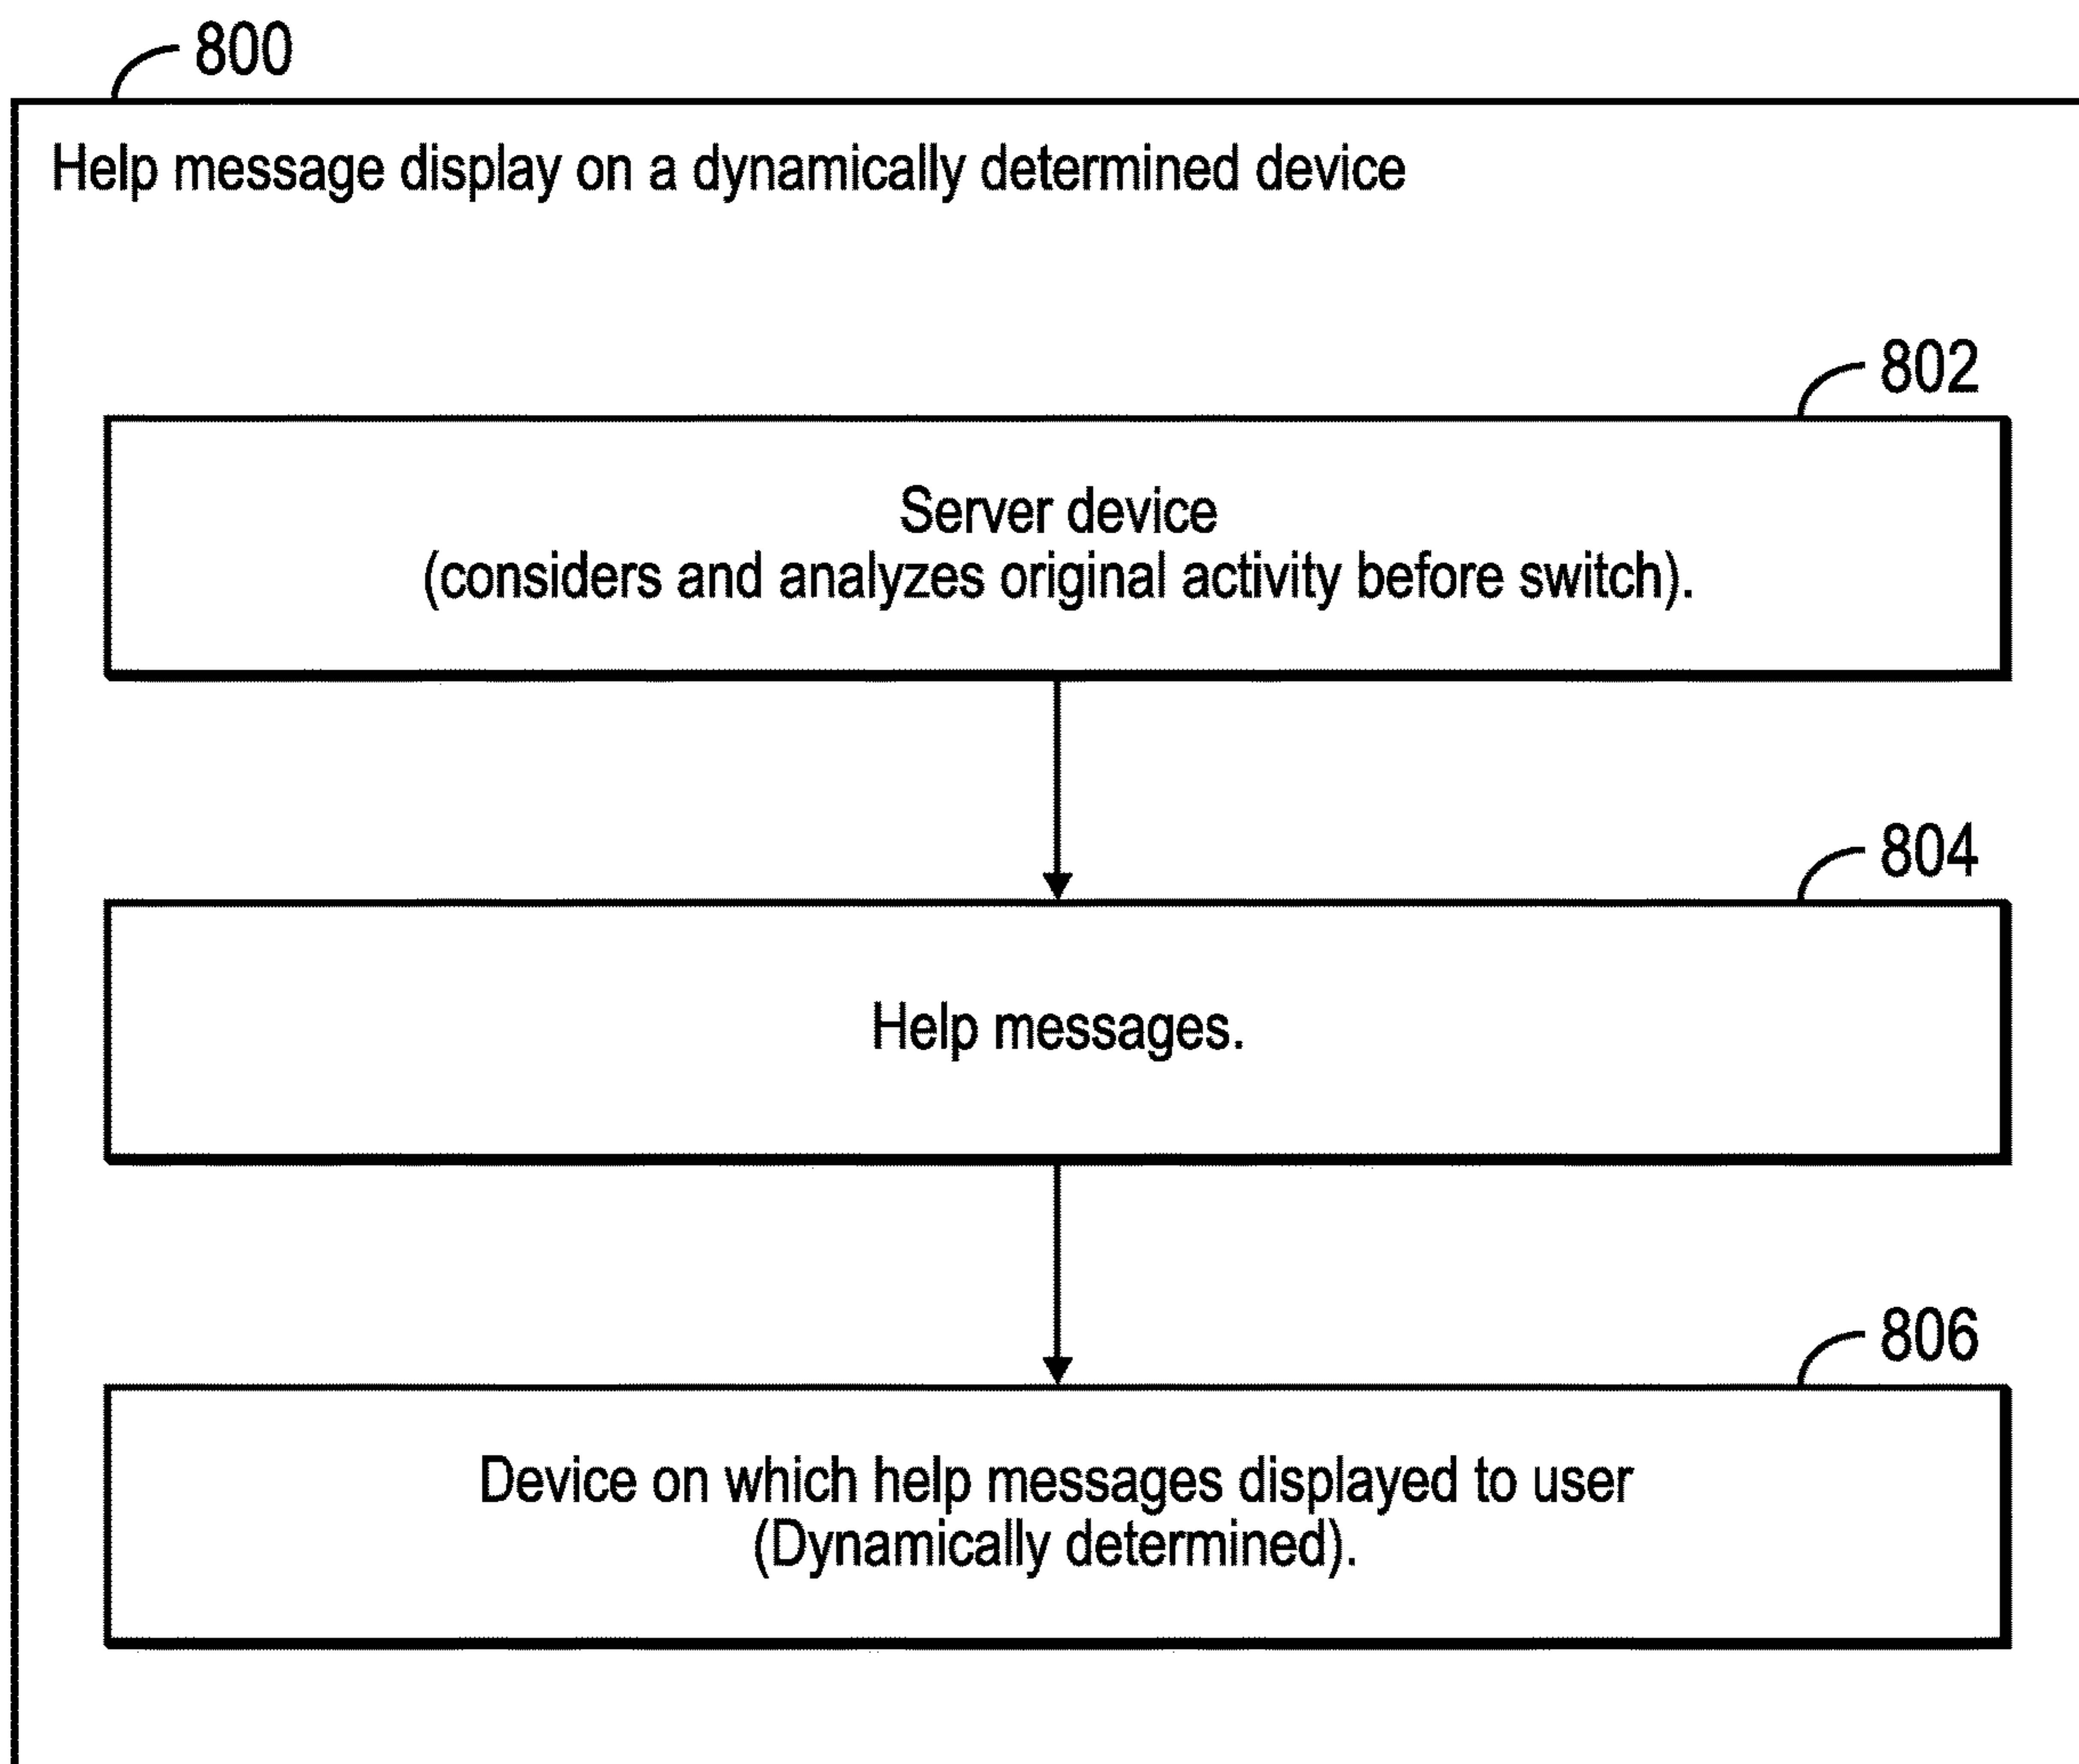 800
Help message display on a dynamically determined device
802
Server device
(considers and analyzes original activity before switch).
804
Help messages.
806
Device on which help messages displayed to user
(Dynamically determined).